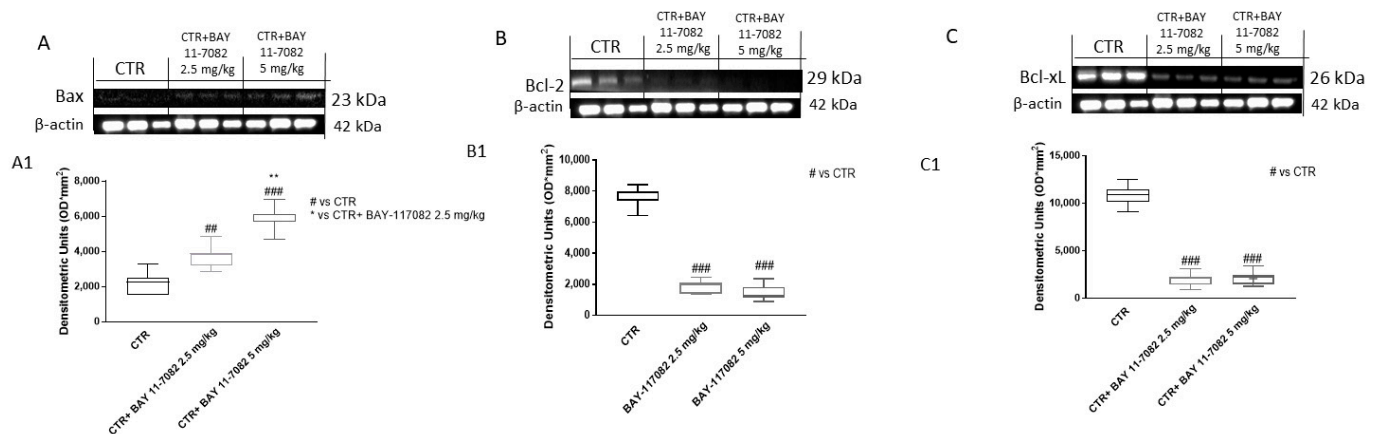 A
CTR
CTR+BAY
11-7082
2.5 mg/kg
CTR+BAY
11-7082
5 mg/kg
Bax
23 kDa
β-actin
42 kDa
B
CTR
CTR+BAY
11-7082
2.5 mg/kg
CTR+BAY
11-7082
5 mg/kg
Bcl-2
29 kDa
β-actin
42 kDa
C
CTR
CTR+BAY
11-7082
2.5 mg/kg
CTR+BAY
11-7082
5 mg/kg
Bcl-xL
26 kDa
β-actin
42 kDa
A1
Densitometric Units (OD*mm²)
8,000
6,000
4,000
2,000
0
##
**
###
# vs CTR
* vs CTR+ BAY-117082 2.5 mg/kg
CTR
CTR+ BAY 11-7082 2.5 mg/kg
CTR+ BAY 11-7082 5 mg/kg
B1
Densitometric Units (OD*mm²)
10,000
8,000
6,000
4,000
2,000
0
###
###
# vs CTR
CTR
BAY-117082 2.5 mg/kg
BAY-117082 5 mg/kg
C1
Densitometric Units (OD*mm²)
15,000
10,000
5,000
0
###
###
# vs CTR
CTR
CTR+ BAY 11-7082 2.5 mg/kg
CTR+ BAY 11-7082 5 mg/kg